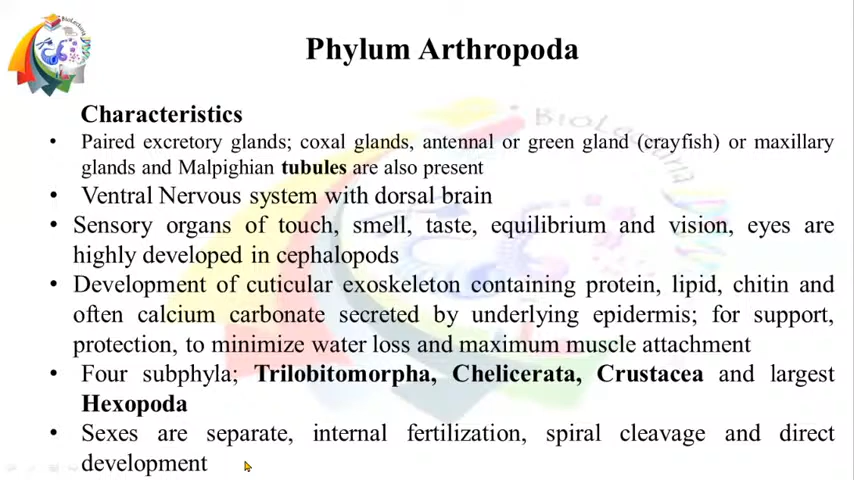 Phylum Arthropoda
Characteristics
• Paired excretory glands; coxal glands, antennal or green gland (crayfish) or maxillary
glands and Malpighian tubules are also present
• Ventral Nervous system with dorsal brain
• Sensory organs of touch, smell, taste, equilibrium and vision, eyes are
highly developed in cephalopods
• Development of cuticular exoskeleton containing protein, lipid, chitin and
often calcium carbonate secreted by underlying epidermis; for support,
protection, to minimize water loss and maximum muscle attachment
• Four subphyla; Trilobitomorpha, Chelicerata, Crustacea and largest
Hexopoda
• Sexes are separate, internal fertilization, spiral cleavage and direct
development